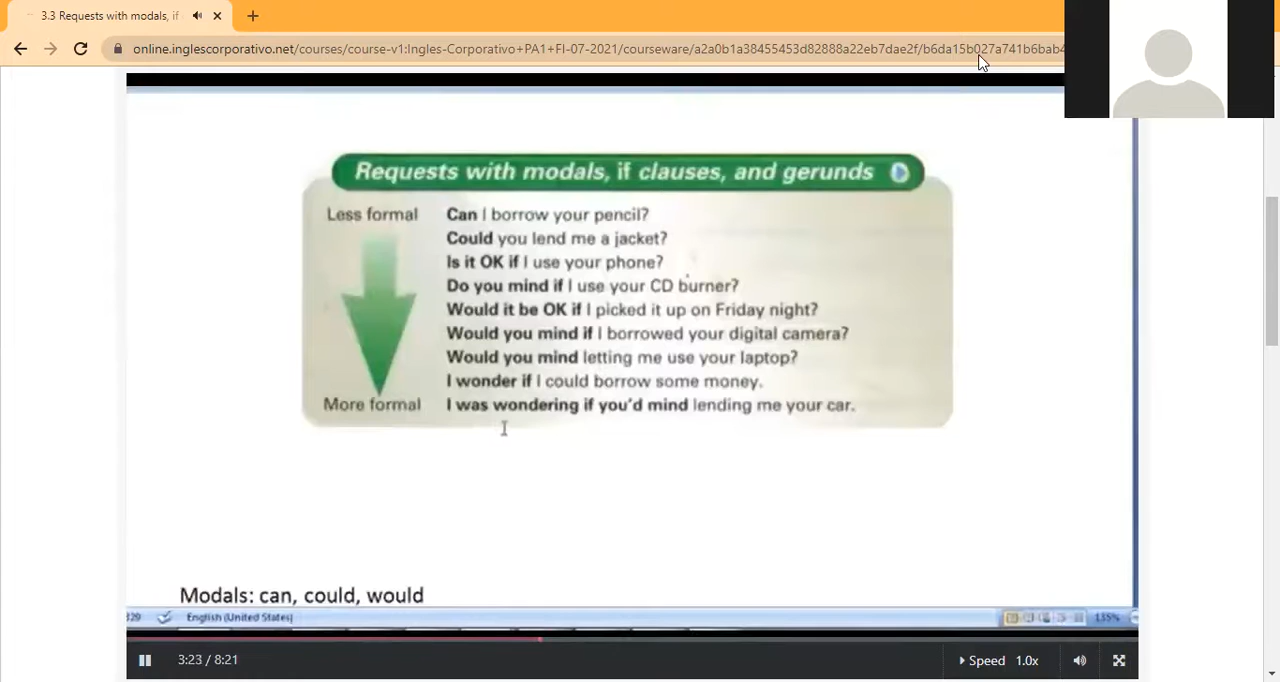 3.3 Requests with modals, if
online.inglescorporativo.net/courses/course-v1:Ingles-Corporativo+PA1+FI-07-2021/courseware/a2a0b1a38455453d82888a22eb7dae2f/b6da15b027a741b6bab4
Requests with modals, if clauses, and gerunds
Less formal
Can I borrow your pencil?
Could you lend me a jacket?
Is it OK if I use your phone?
Do you mind if I use your CD burner?
Would it be OK if I picked it up on Friday night?
Would you mind if I borrowed your digital camera?
Would you mind letting me use your laptop?
I wonder if I could borrow some money.
More formal
I was wondering if you'd mind lending me your car.
Modals: can, could, would
329 English (United States) 135%
3:23 / 8:21 Speed 1.0x